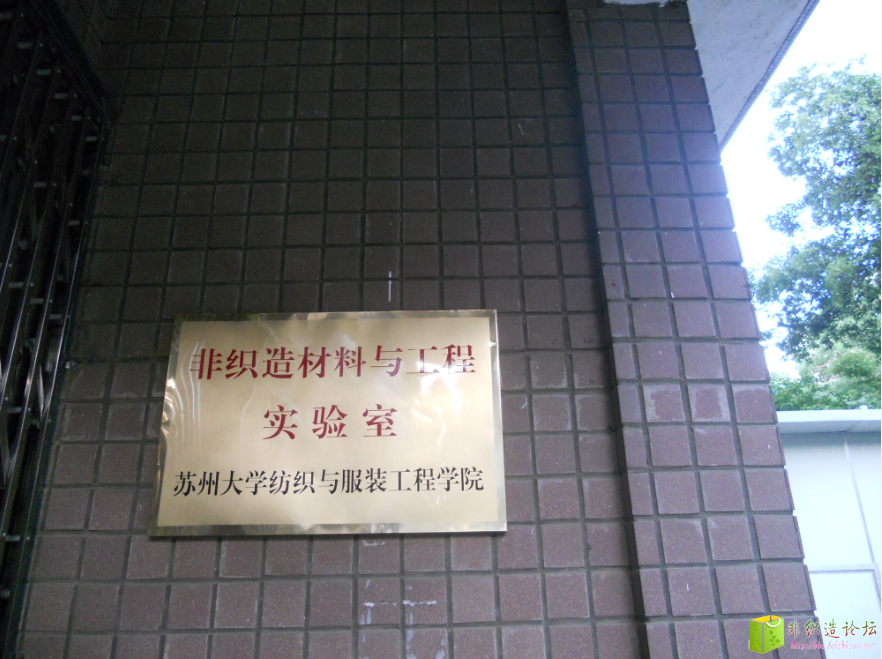 非织造材料与工程
实验室
苏州大学纺织与服装工程学院
非织造论坛